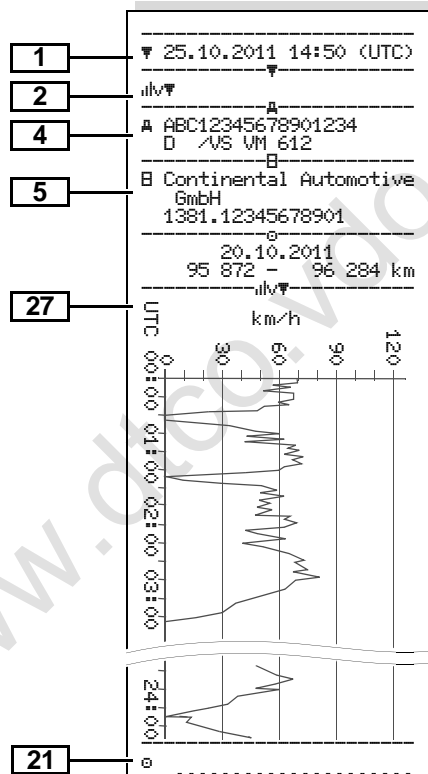 1
▼ 25.10.2011 14:50 (UTC)
2
ıılv▼
4
A ABC12345678901234
D /VS VM 612
5
B Continental Automotive
GmbH
1381.12345678901
20.10.2011
95 872 - 96 284 km
ıılv▼
27
UTC
km/h
0
30
60
90
120
00:00
01:00
02:00
03:00
24:00
21
www.dtco.vdo